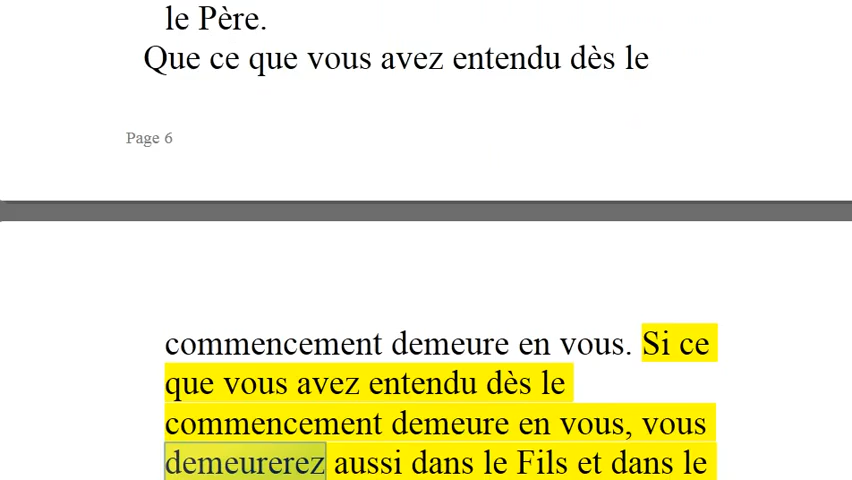 le Père.
Que ce que vous avez entendu dès le
Page 6
commencement demeure en vous. Si ce
que vous avez entendu dès le
commencement demeure en vous, vous
demeurerez aussi dans le Fils et dans le